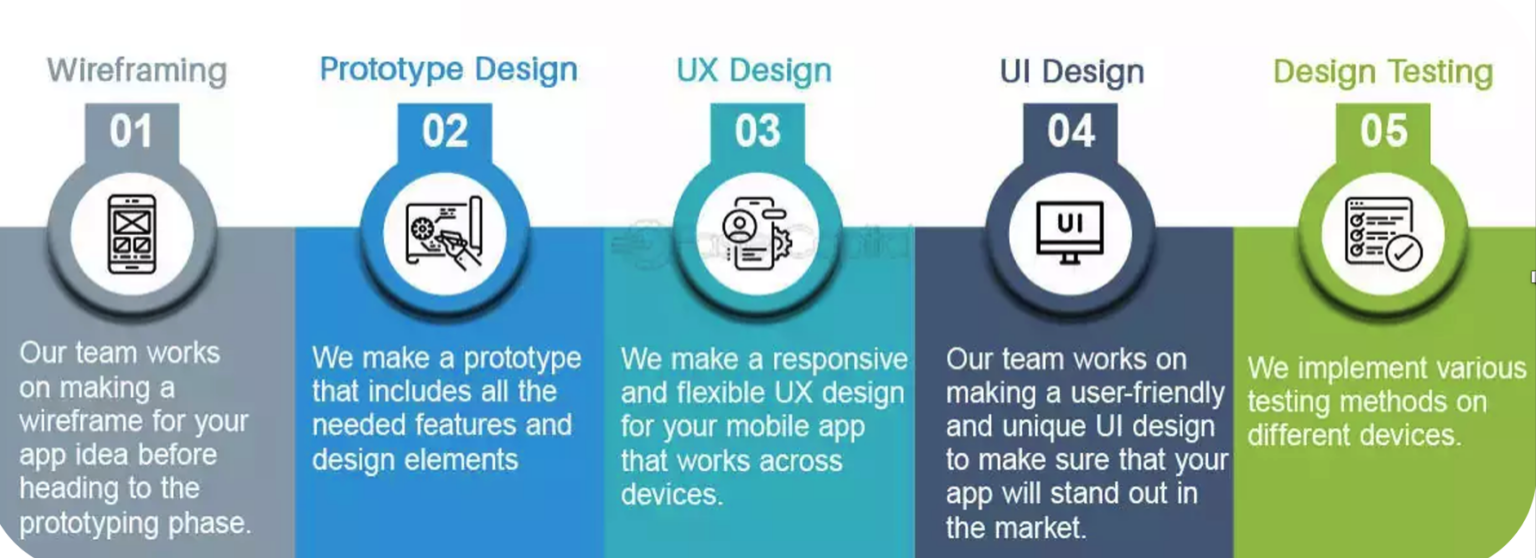 Wireframing
01
Our team works
on making a
wireframe for your
app idea before
heading to the
prototyping phase.
Prototype Design
02
We make a prototype
that includes all the
needed features and
design elements
UX Design
03
We make a responsive
and flexible UX design
for your mobile app
that works across
devices.
UI Design
04
UI
Our team works on
making a user-friendly
and unique UI design
to make sure that your
app will stand out in
the market.
Design Testing
05
We implement various
testing methods on
different devices.